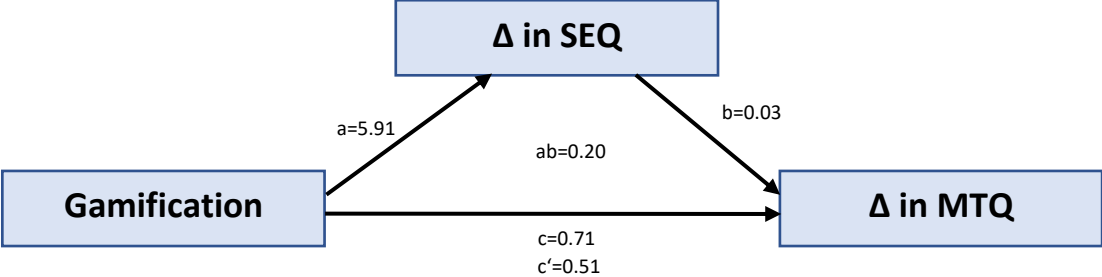 Δ in SEQ
a=5.91
b=0.03
ab=0.20
Gamification
Δ in MTQ
c=0.71
c‘=0.51